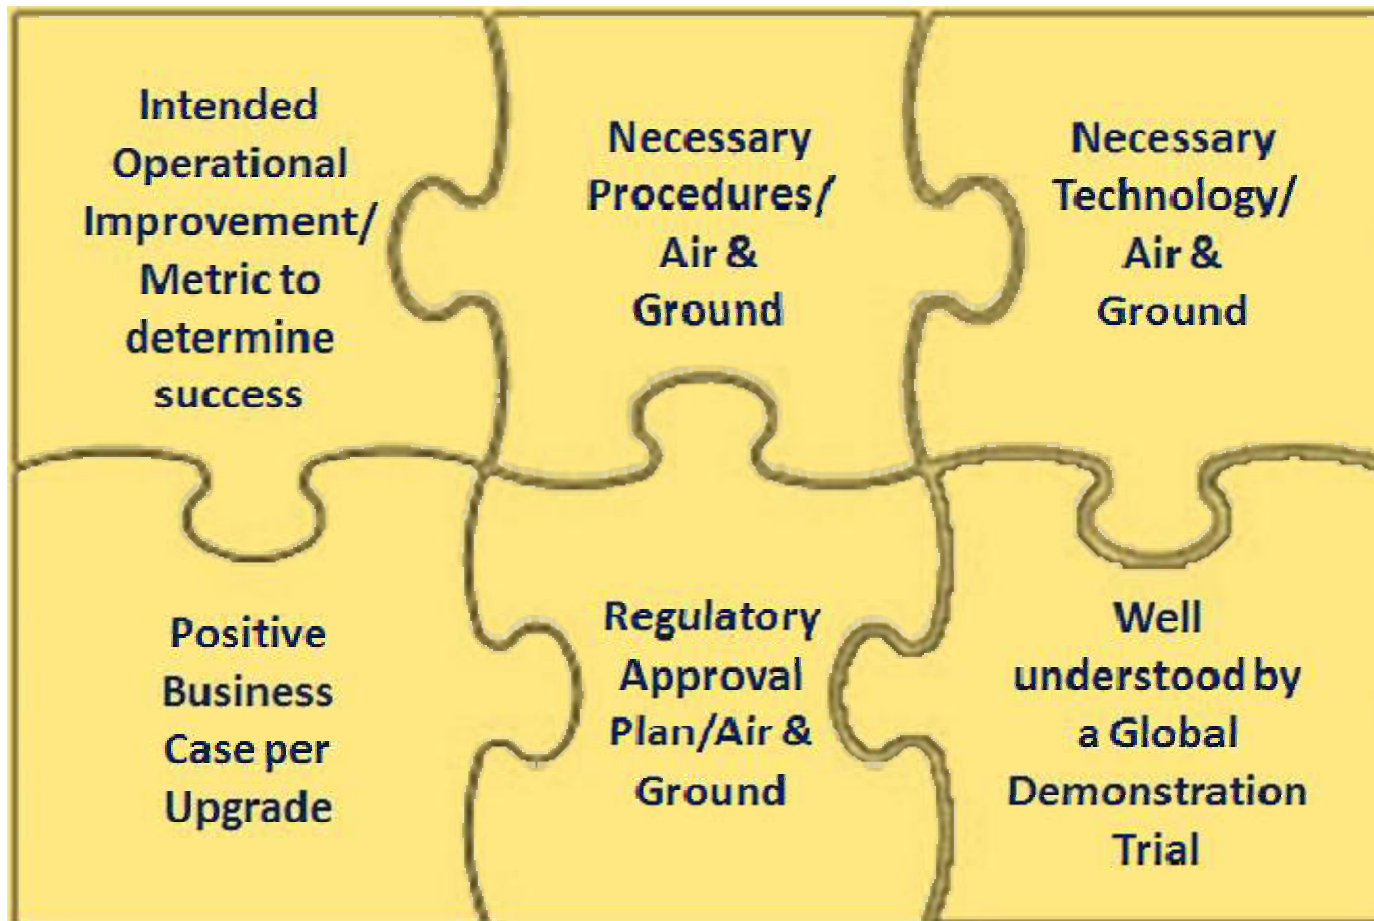 Intended
Operational
Improvement/
Metric to
determine
success
Necessary
Procedures/
Air &
Ground
Necessary
Technology/
Air &
Ground
Positive
Business
Case per
Upgrade
Regulatory
Approval
Plan/Air &
Ground
Well
understood by
a Global
Demonstration
Trial